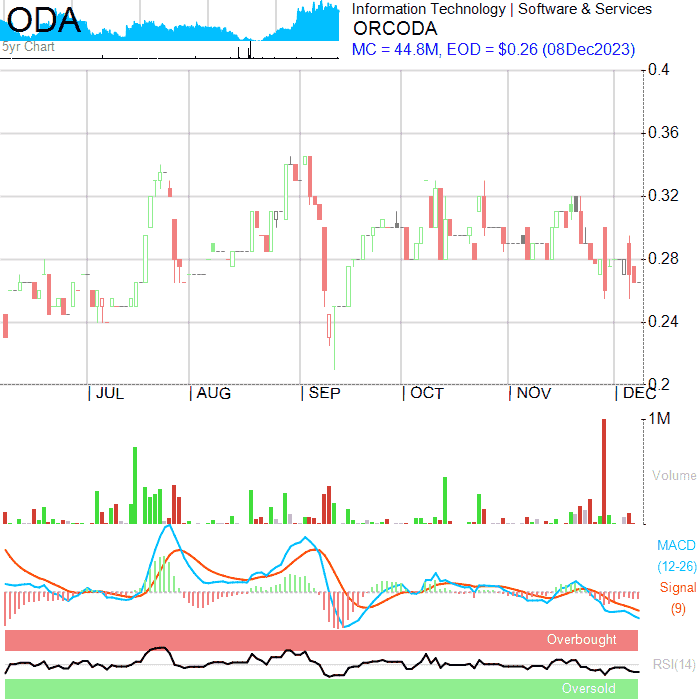 ODA
5yr Chart
Information Technology | Software & Services
ORCODA
MC = 44.8M, EOD = $0.26 (08Dec2023)
0.4
0.36
0.32
0.28
0.24
0.2
| JUL | AUG | SEP | OCT | NOV | DEC
1M
Volume
MACD
(12-26)
Signal
(9)
Overbought
RSI(14)
Oversold